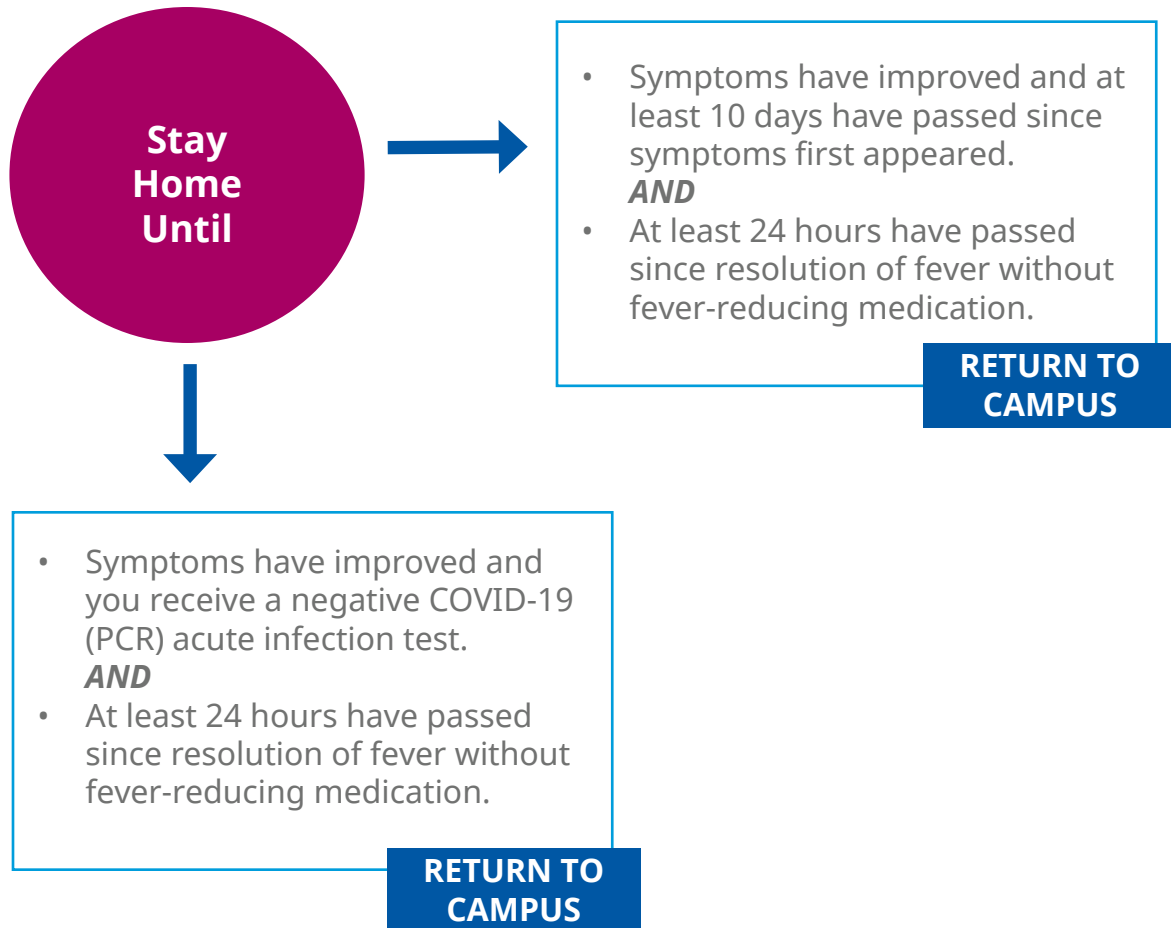 Stay
Home
Until
• Symptoms have improved and at
least 10 days have passed since
symptoms first appeared.
AND
• At least 24 hours have passed
since resolution of fever without
fever-reducing medication.
RETURN TO
CAMPUS
• Symptoms have improved and
you receive a negative COVID-19
(PCR) acute infection test.
AND
• At least 24 hours have passed
since resolution of fever without
fever-reducing medication.
RETURN TO
CAMPUS